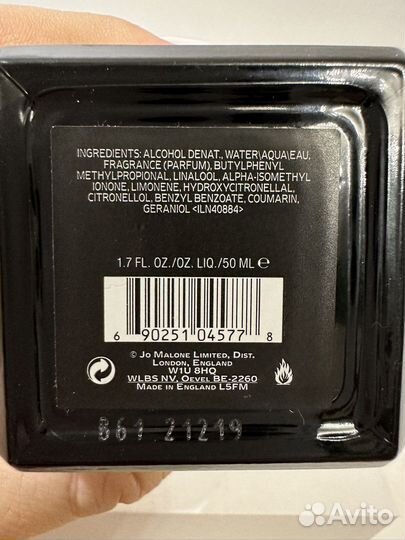 INGREDIENTS: ALCOHOL DENAT., WATER\AQUA\EAU,
FRAGRANCE (PARFUM), BUTYLPHENYL
METHYLPROPIONAL, LINALOOL, ALPHA-ISOMETHYL
IONONE, LIMONENE, HYDROXYCITRONELLAL,
CITRONELLOL, BENZYL BENZOATE, COUMARIN,
GERANIOL <ILN40884>
1.7 FL. OZ./OZ. LIQ./50 ML ℮
6 90251 04577 8
© JO MALONE LIMITED, DIST.
LONDON, ENGLAND
W1U 8HQ
WLBS NV, OEVEL BE-2260
MADE IN ENGLAND L5FM
B61 21219
Avito